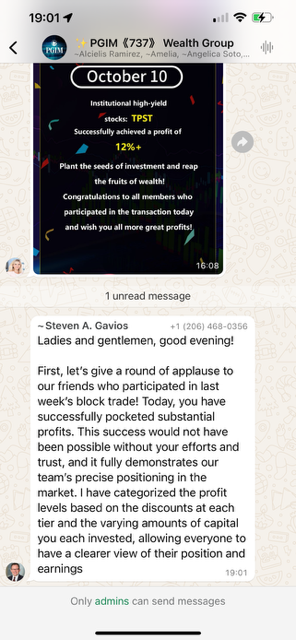 19:01
✨PGIM《737》 Wealth Group
~Alcielis Ramirez, ~Amelia, ~Angelica Soto,...
October 10
Institutional high-yield
stocks: TPST
Successfully achieved a profit of
12%+
Plant the seeds of investment and reap
the fruits of wealth!
Congratulations to all members who
participated in the transaction today
and wish you all more great profits!
16:08
1 unread message
~Steven A. Gavios +1 (206) 468-0356
Ladies and gentlemen, good evening!
First, let's give a round of applause to
our friends who participated in last
week's block trade! Today, you have
successfully pocketed substantial
profits. This success would not have
been possible without your efforts and
trust, and it fully demonstrates our
team's precise positioning in the
market. I have categorized the profit
levels based on the discounts at each
tier and the varying amounts of capital
you each invested, allowing everyone to
have a clearer view of their position and
earnings
19:01
Only admins can send messages